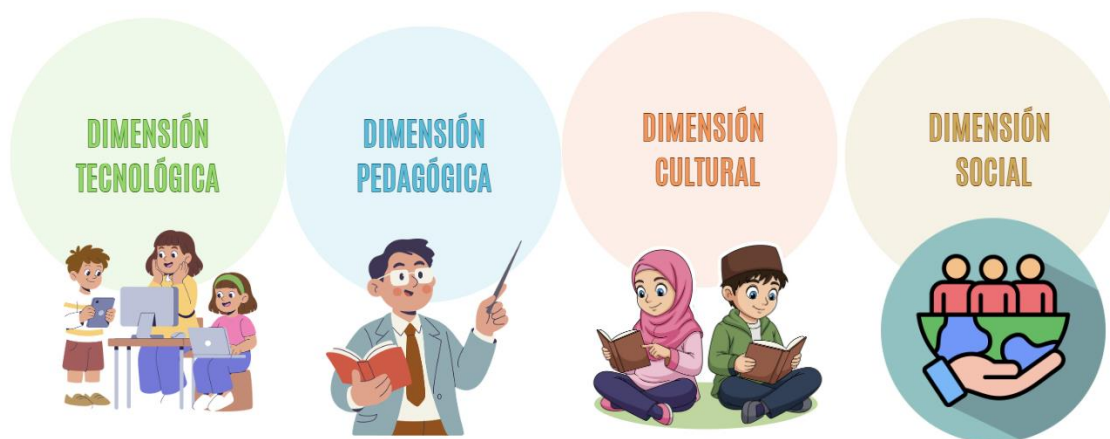 DIMENSIÓN
TECNOLÓGICA
DIMENSIÓN
PEDAGÓGICA
DIMENSIÓN
CULTURAL
DIMENSIÓN
SOCIAL